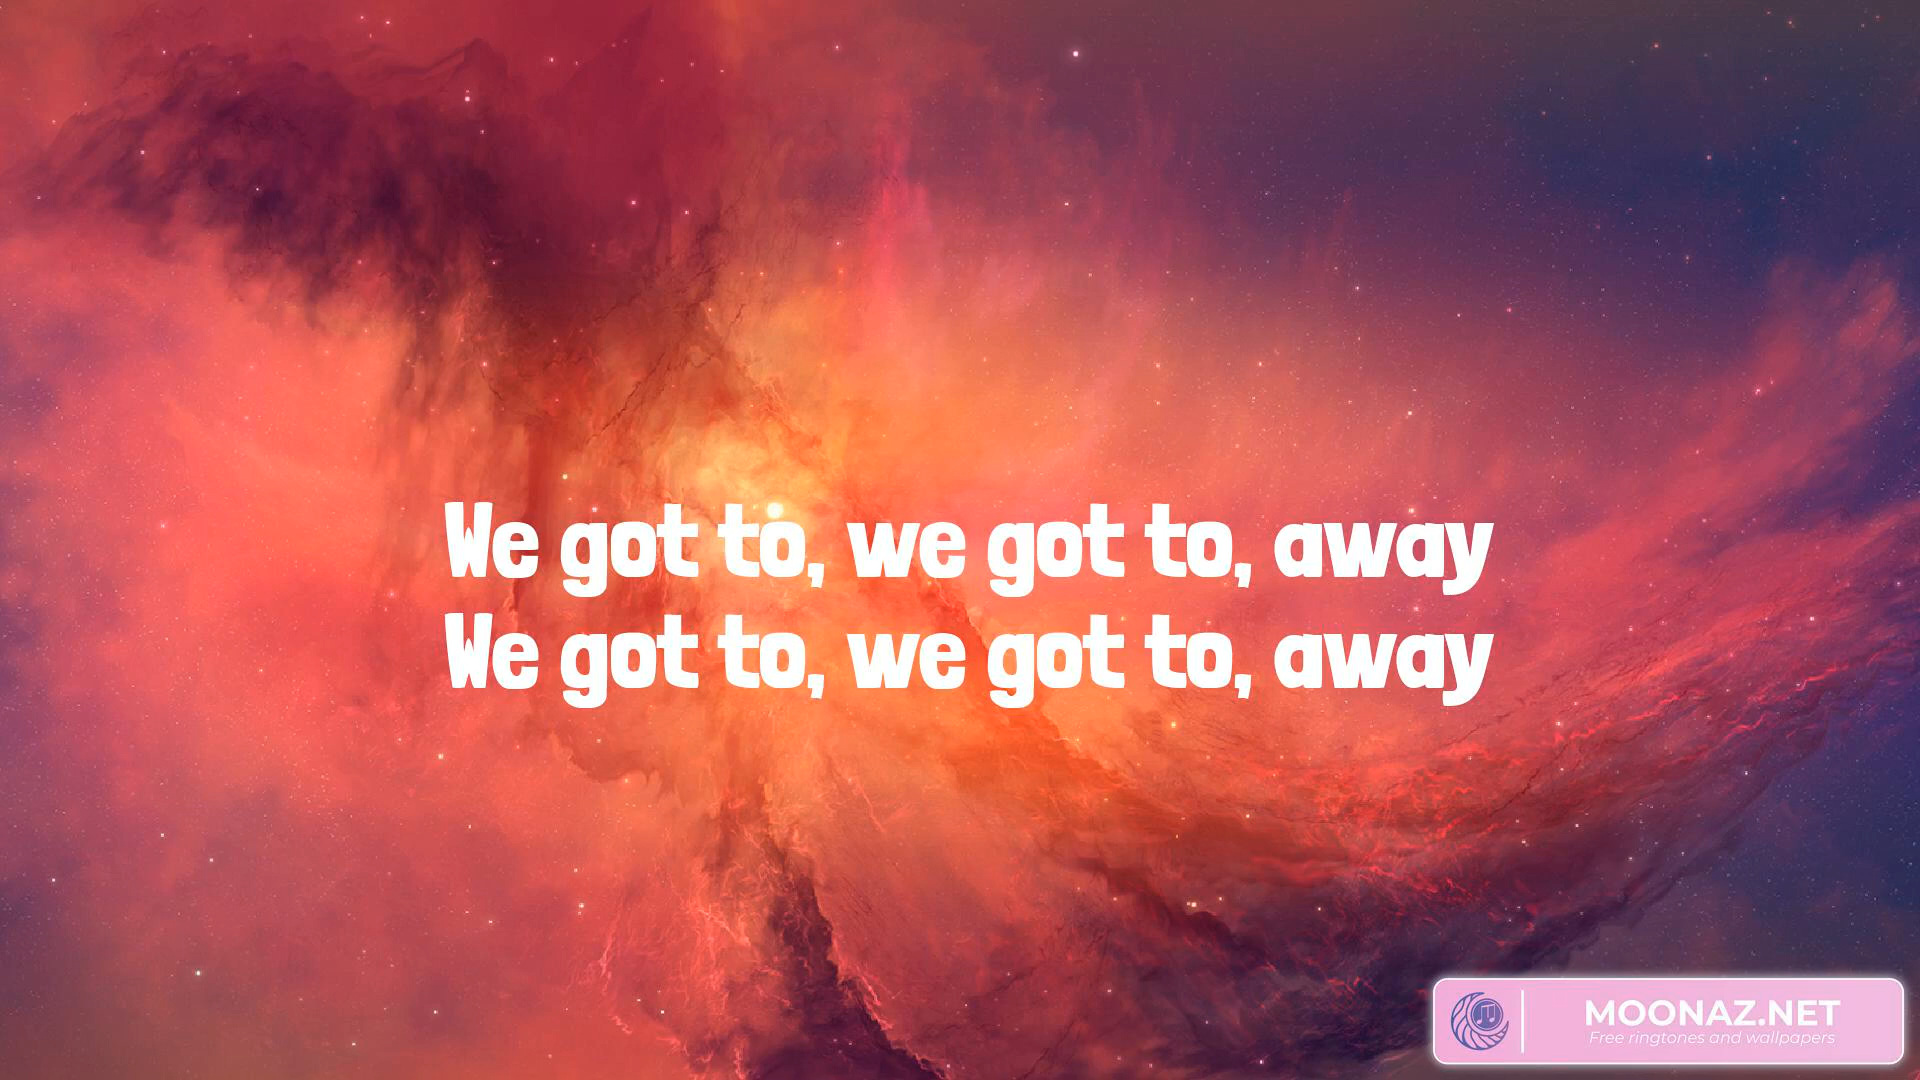 We got to, we got to, away
We got to, we got to, away
MOONAZ.NET
Free ringtones and wallpapers